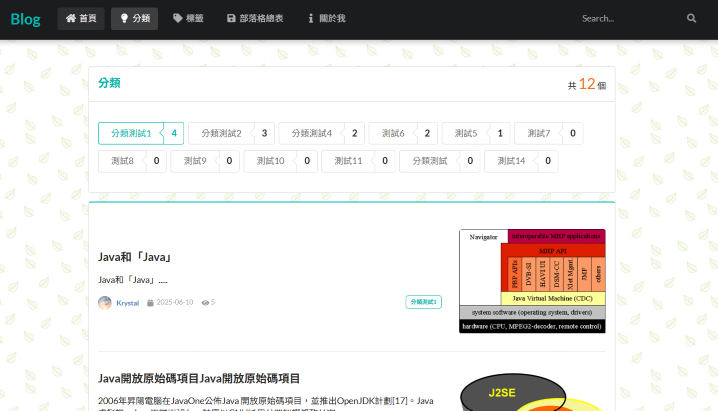 Blog 首頁 分類 標籤 部落格總表 關於我 Search...
分類 共 12 個
分類測試1 4 分類測試2 3 分類測試4 2 測試6 2 測試5 1 測試7 0
測試8 0 測試9 0 測試10 0 測試11 0 分類測試 0 測試14 0
Java和「Java」
Java和「Java」.....
Krystal 2025-06-10 5 分類測試1
Navigator interoperable MHP applications
MHP API
PBP APIs DVB-SI HAVI UI DSM-CC Xlet Mgmt JMF others
Java Virtual Machine (CDC)
system software (operating system, drivers)
hardware (CPU, MPEG2-decoder, remote control)
Java開放原始碼項目Java開放原始碼項目
2006年昇陽電腦在JavaOne公佈Java 開放原始碼項目，並推出OpenJDK計劃[17]。Java
J2SE